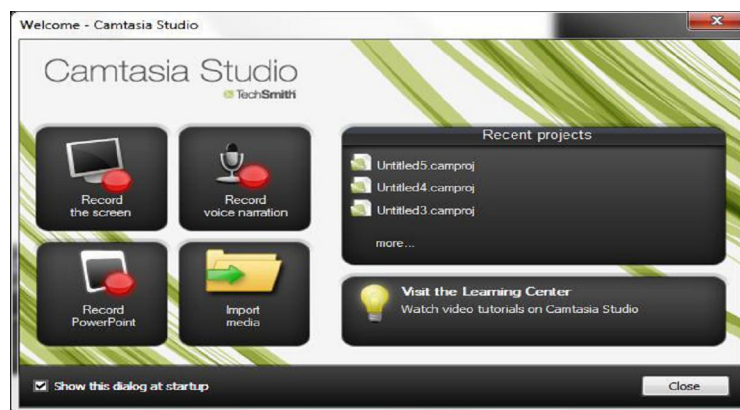 Welcome - Camtasia Studio
Camtasia Studio
TechSmith
Record
the screen
Record
voice narration
Record
PowerPoint
Import
media
Recent projects
Untitled5.camproj
Untitled4.camproj
Untitled3.camproj
more...
Visit the Learning Center
Watch video tutorials on Camtasia Studio
Show this dialog at startup
Close